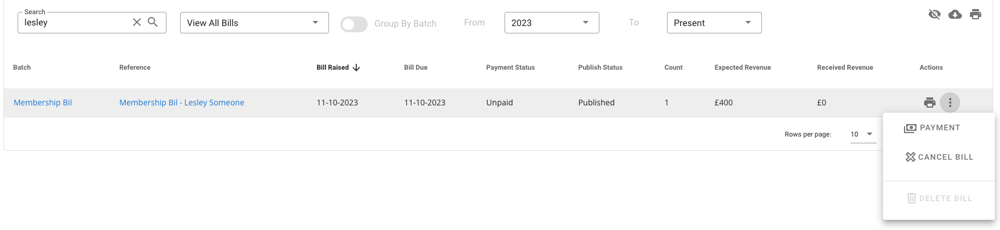 Search
lesley
View All Bills
Group By Batch
From
2023
To
Present
Batch Reference Bill Raised Bill Due Payment Status Publish Status Count Expected Revenue Received Revenue Actions
Membership Bil Membership Bil - Lesley Someone 11-10-2023 11-10-2023 Unpaid Published 1 £400 £0
PAYMENT
Rows per page: 10
CANCEL BILL
DELETE BILL